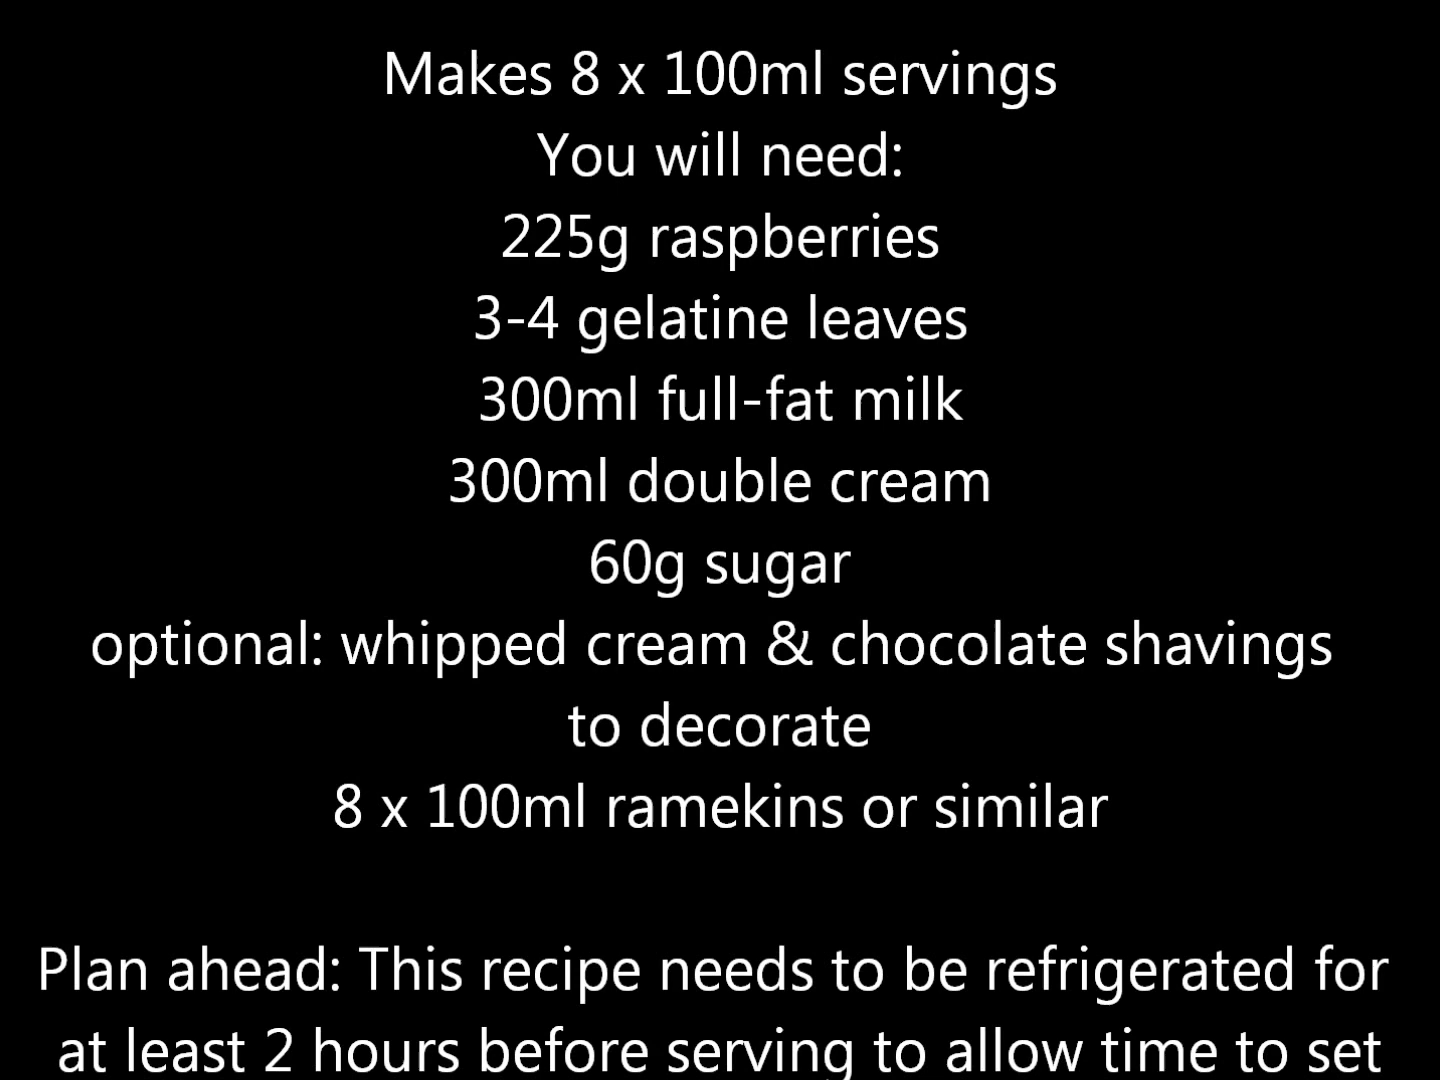 Makes 8 x 100ml servings
You will need:
225g raspberries
3-4 gelatine leaves
300ml full-fat milk
300ml double cream
60g sugar
optional: whipped cream & chocolate shavings
to decorate
8 x 100ml ramekins or similar
Plan ahead: This recipe needs to be refrigerated for
at least 2 hours before serving to allow time to set